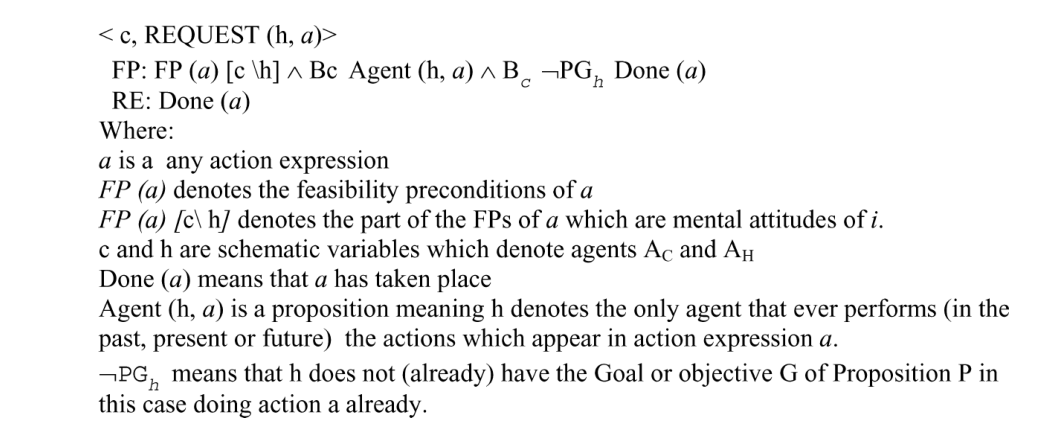 < c, REQUEST (h, a)>
FP: FP (a) [c \h] ∧ Bc Agent (h, a) ∧ B_c ¬PG_h Done (a)
RE: Done (a)
Where:
a is a any action expression
FP (a) denotes the feasibility preconditions of a
FP (a) [c\ h] denotes the part of the FPs of a which are mental attitudes of i.
c and h are schematic variables which denote agents A_C and A_H
Done (a) means that a has taken place
Agent (h, a) is a proposition meaning h denotes the only agent that ever performs (in the
past, present or future) the actions which appear in action expression a.
¬PG_h means that h does not (already) have the Goal or objective G of Proposition P in
this case doing action a already.